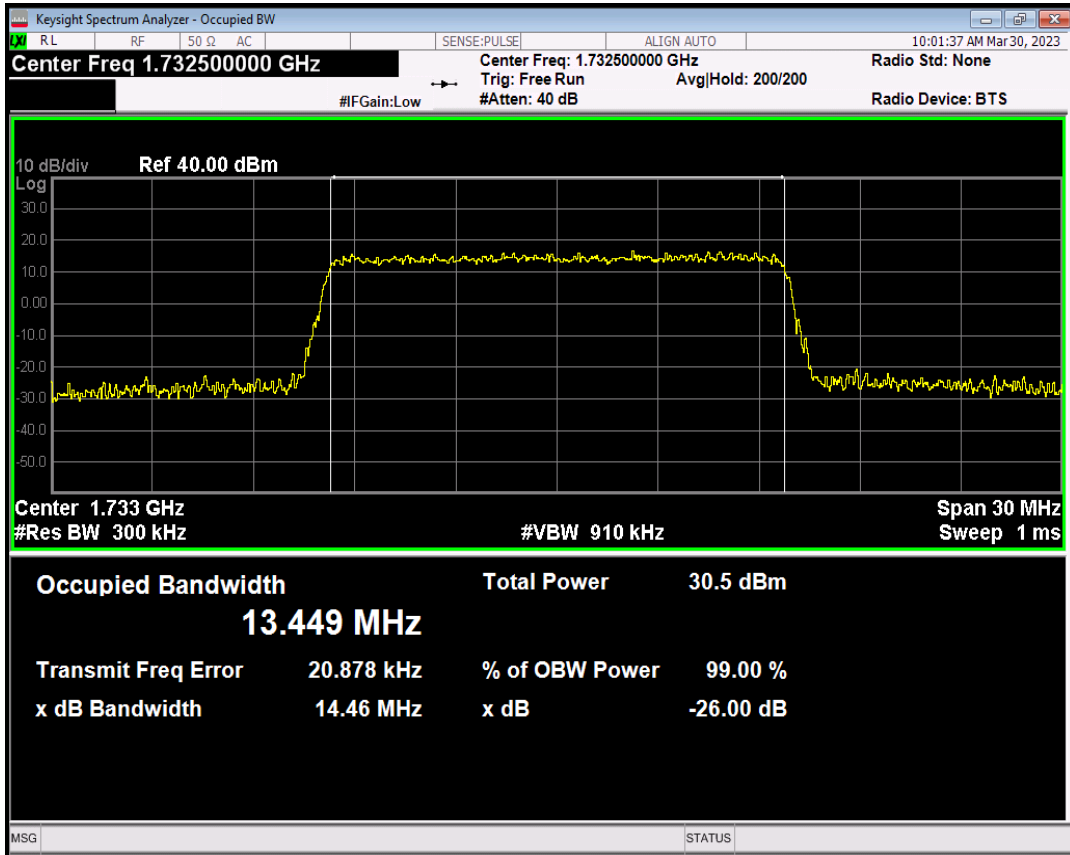 Keysight Spectrum Analyzer - Occupied BW
LXI RL RF 50 Ω AC SENSE:PULSE ALIGN AUTO 10:01:37 AM Mar 30, 2023
Center Freq 1.732500000 GHz Center Freq: 1.732500000 GHz Radio Std: None
Trig: Free Run Avg|Hold: 200/200
#IFGain:Low #Atten: 40 dB Radio Device: BTS
10 dB/div Ref 40.00 dBm
Log
30.0
20.0
10.0
0.00
-10.0
-20.0
-30.0
-40.0
-50.0
Center 1.733 GHz Span 30 MHz
#Res BW 300 kHz #VBW 910 kHz Sweep 1 ms
Occupied Bandwidth Total Power 30.5 dBm
13.449 MHz
Transmit Freq Error 20.878 kHz % of OBW Power 99.00 %
x dB Bandwidth 14.46 MHz x dB -26.00 dB
MSG STATUS